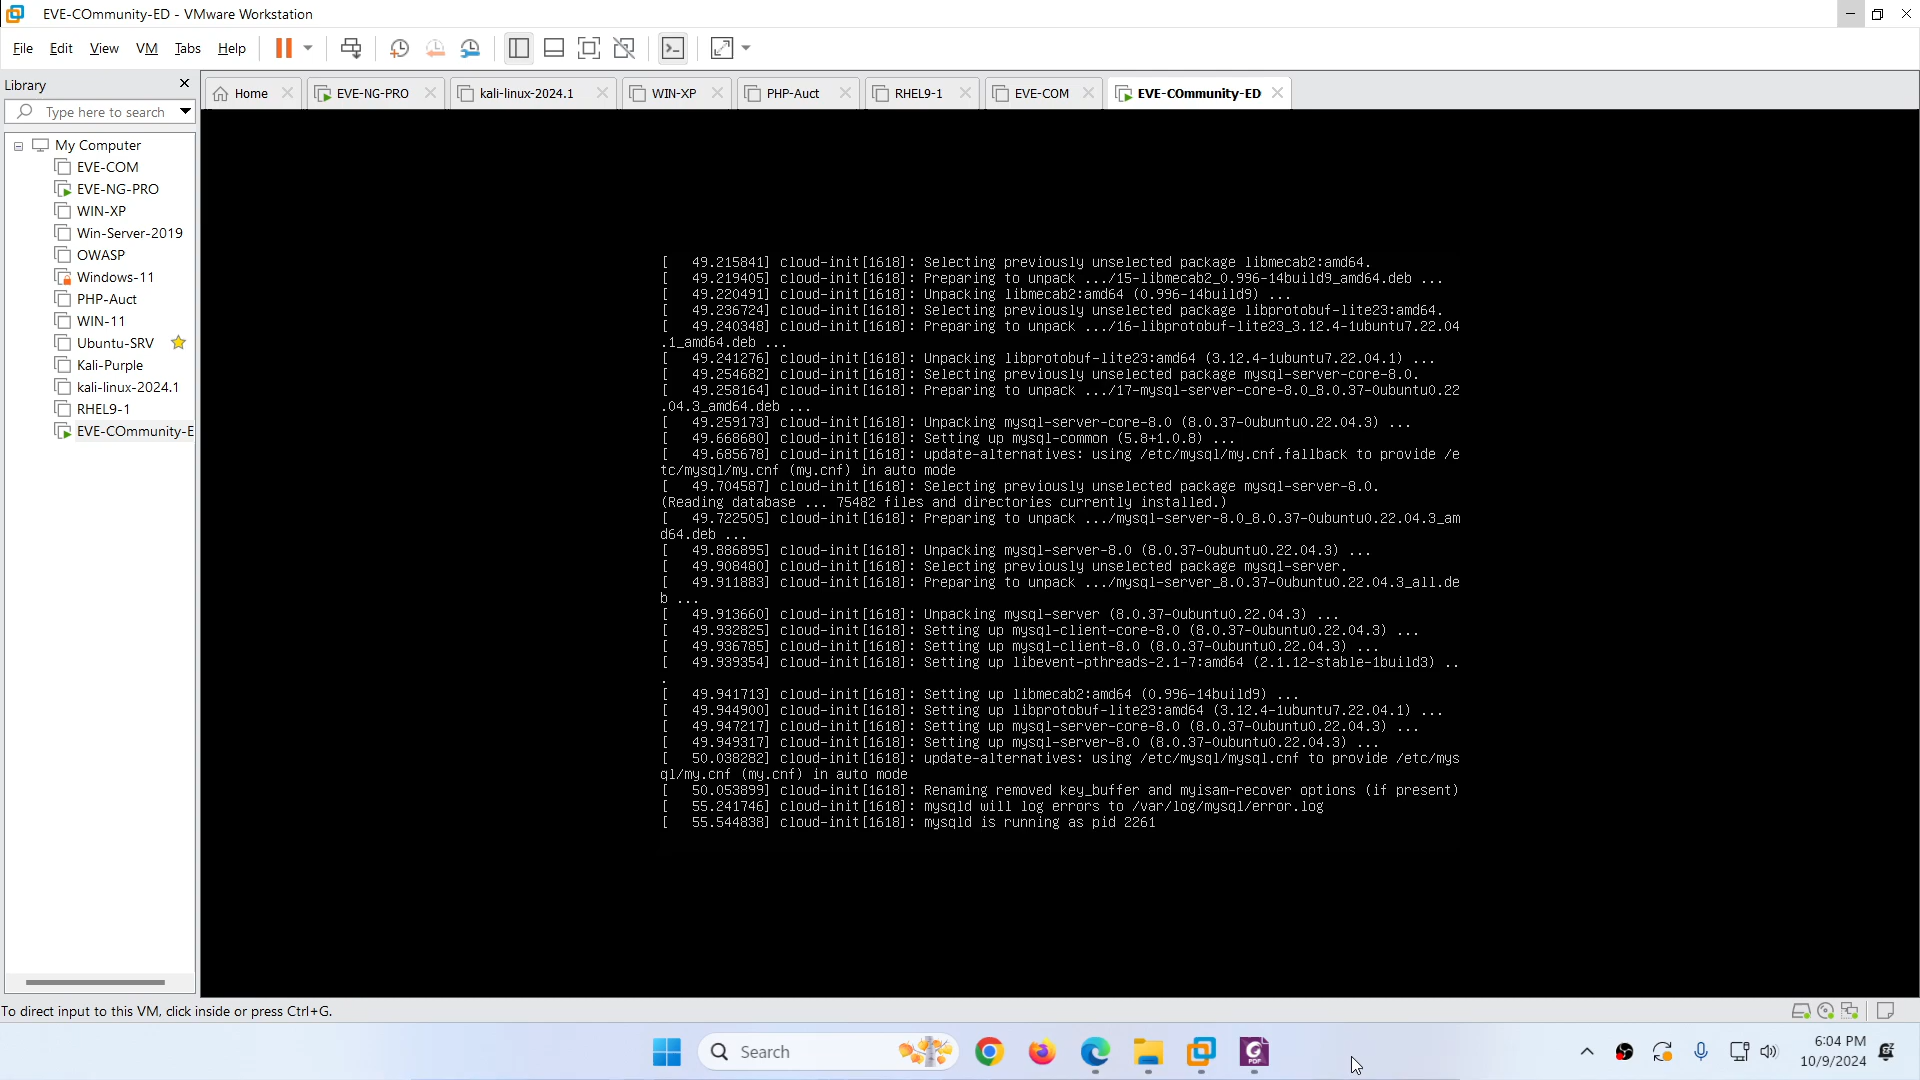 EVE-COmmunity-ED - VMware Workstation
File Edit View VM Tabs Help
Library
Type here to search
Home
EVE-NG-PRO
kali-linux-2024.1
WIN-XP
PHP-Auct
RHEL9-1
EVE-COM
EVE-COmmunity-ED
My Computer
EVE-COM
EVE-NG-PRO
WIN-XP
Win-Server-2019
OWASP
Windows-11
PHP-Auct
WIN-11
Ubuntu-SRV
Kali-Purple
kali-linux-2024.1
RHEL9-1
EVE-COmmunity-E
[   49.215841] cloud-init[1618]: Selecting previously unselected package libmecab2:amd64.
[   49.219405] cloud-init[1618]: Preparing to unpack .../15-libmecab2_0.996-14build9_amd64.deb ...
[   49.220491] cloud-init[1618]: Unpacking libmecab2:amd64 (0.996-14build9) ...
[   49.236724] cloud-init[1618]: Selecting previously unselected package libprotobuf-lite23:amd64.
[   49.240348] cloud-init[1618]: Preparing to unpack .../16-libprotobuf-lite23_3.12.4-1ubuntu7.22.04
.1_amd64.deb ...
[   49.241276] cloud-init[1618]: Unpacking libprotobuf-lite23:amd64 (3.12.4-1ubuntu7.22.04.1) ...
[   49.254682] cloud-init[1618]: Selecting previously unselected package mysql-server-core-8.0.
[   49.258164] cloud-init[1618]: Preparing to unpack .../17-mysql-server-core-8.0_8.0.37-0ubuntu0.22
.04.3_amd64.deb ...
[   49.259173] cloud-init[1618]: Unpacking mysql-server-core-8.0 (8.0.37-0ubuntu0.22.04.3) ...
[   49.668680] cloud-init[1618]: Setting up mysql-common (5.8+1.0.8) ...
[   49.685678] cloud-init[1618]: update-alternatives: using /etc/mysql/my.cnf.fallback to provide /e
tc/mysql/my.cnf (my.cnf) in auto mode
[   49.704587] cloud-init[1618]: Selecting previously unselected package mysql-server-8.0.
(Reading database ... 75482 files and directories currently installed.)
[   49.722505] cloud-init[1618]: Preparing to unpack .../mysql-server-8.0_8.0.37-0ubuntu0.22.04.3_am
d64.deb ...
[   49.886895] cloud-init[1618]: Unpacking mysql-server-8.0 (8.0.37-0ubuntu0.22.04.3) ...
[   49.908480] cloud-init[1618]: Selecting previously unselected package mysql-server.
[   49.911883] cloud-init[1618]: Preparing to unpack .../mysql-server_8.0.37-0ubuntu0.22.04.3_all.de
b ...
[   49.913660] cloud-init[1618]: Unpacking mysql-server (8.0.37-0ubuntu0.22.04.3) ...
[   49.932825] cloud-init[1618]: Setting up mysql-client-core-8.0 (8.0.37-0ubuntu0.22.04.3) ...
[   49.936785] cloud-init[1618]: Setting up mysql-client-8.0 (8.0.37-0ubuntu0.22.04.3) ...
[   49.939354] cloud-init[1618]: Setting up libevent-pthreads-2.1-7:amd64 (2.1.12-stable-1build3) ..
.
[   49.941713] cloud-init[1618]: Setting up libmecab2:amd64 (0.996-14build9) ...
[   49.944900] cloud-init[1618]: Setting up libprotobuf-lite23:amd64 (3.12.4-1ubuntu7.22.04.1) ...
[   49.947217] cloud-init[1618]: Setting up mysql-server-core-8.0 (8.0.37-0ubuntu0.22.04.3) ...
[   49.949317] cloud-init[1618]: Setting up mysql-server-8.0 (8.0.37-0ubuntu0.22.04.3) ...
[   50.038282] cloud-init[1618]: update-alternatives: using /etc/mysql/mysql.cnf to provide /etc/mys
ql/my.cnf (my.cnf) in auto mode
[   50.053899] cloud-init[1618]: Renaming removed key_buffer and myisam-recover options (if present)
[   55.241746] cloud-init[1618]: mysqld will log errors to /var/log/mysql/error.log
[   55.544838] cloud-init[1618]: mysqld is running as pid 2261
To direct input to this VM, click inside or press Ctrl+G.
Search
PDF
6:04 PM
10/9/2024